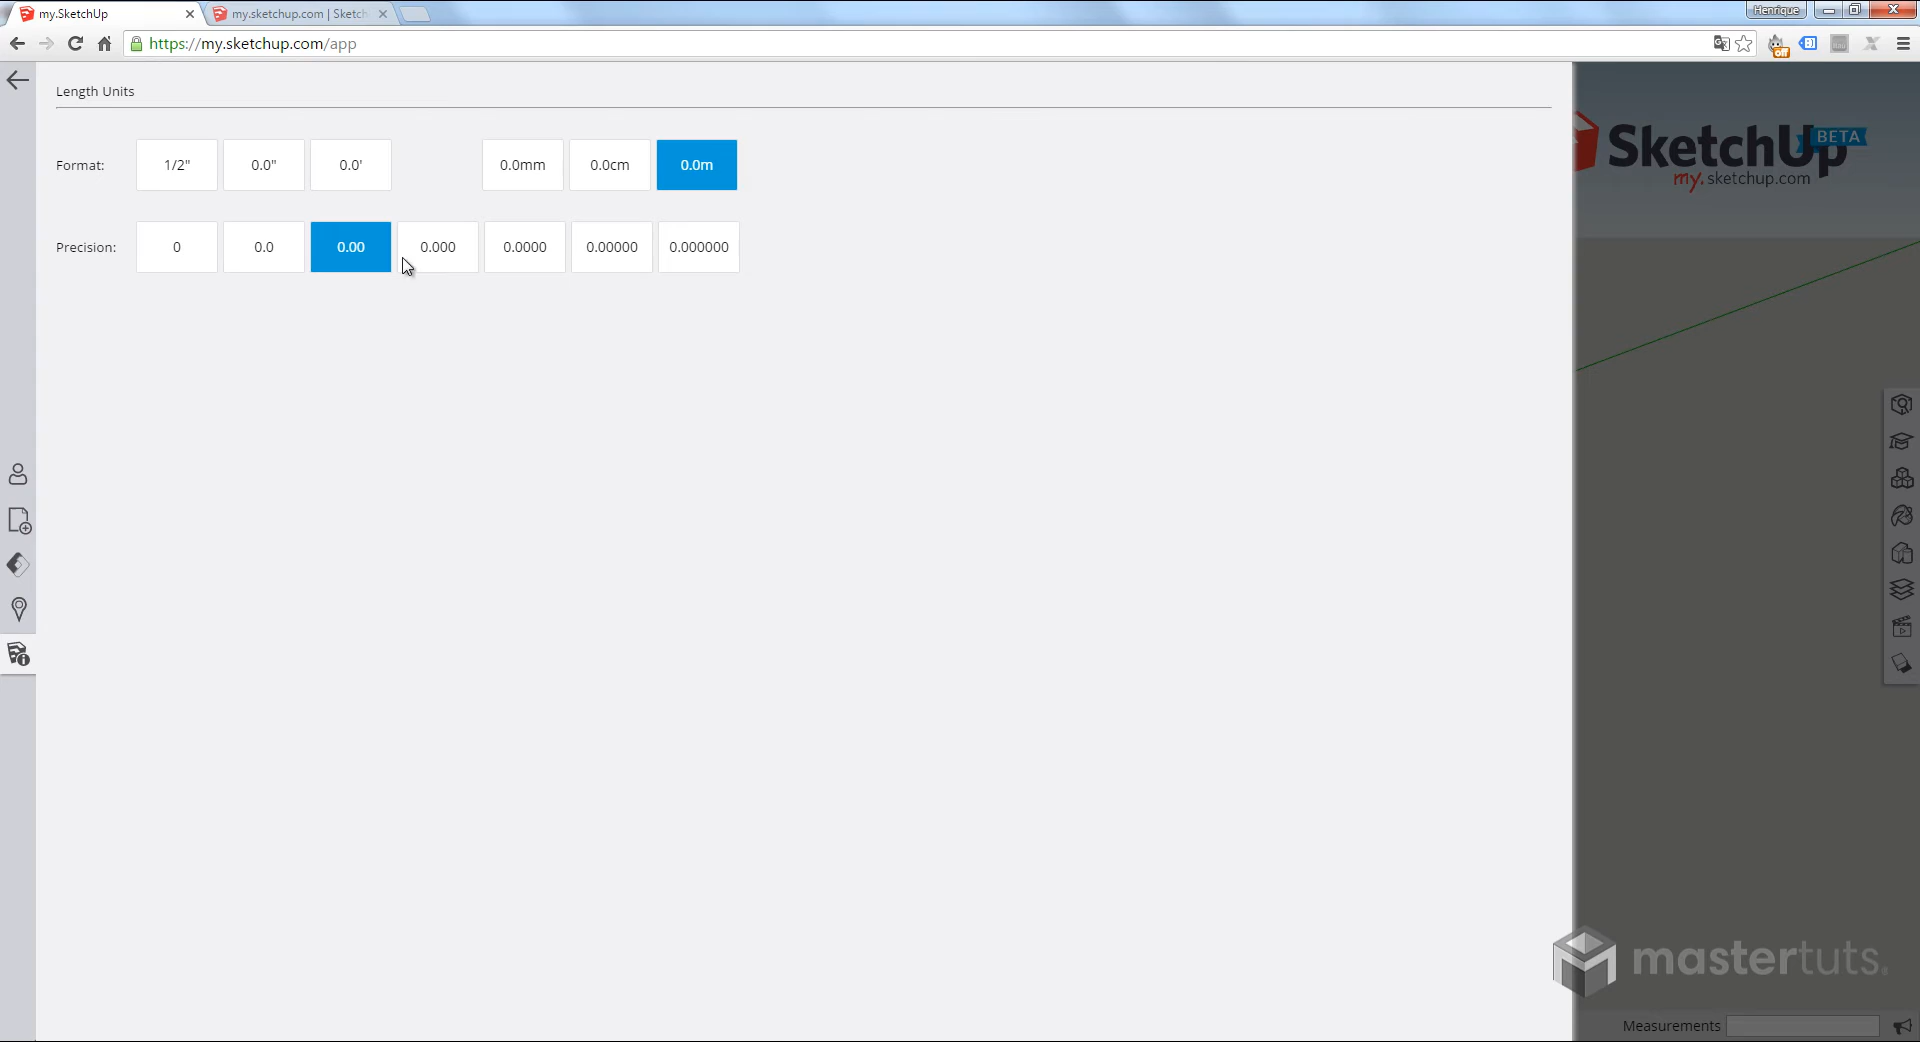 my.SketchUp
my.sketchup.com | Sketch
Henrique
https://my.sketchup.com/app
off
Length Units
Format:
1/2"
0.0"
0.0'
0.0mm
0.0cm
0.0m
Precision:
0
0.0
0.00
0.000
0.0000
0.00000
0.000000
SketchUp
BETA
my.sketchup.com
mastertuts®
Measurements